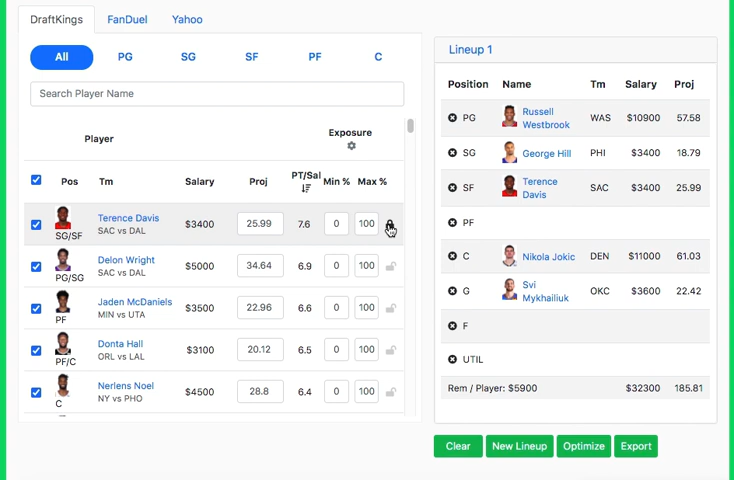 DraftKings FanDuel Yahoo
All PG SG SF PF C
Search Player Name
Player Exposure
Pos Tm Salary Proj PT/Sal Min % Max %
Terence Davis
SAC vs DAL
SG/SF $3400 25.99 7.6 0 100
Delon Wright
SAC vs DAL
PG/SG $5000 34.64 6.9 0 100
Jaden McDaniels
MIN vs UTA
PF $3500 22.96 6.6 0 100
Donta Hall
ORL vs LAL
PF/C $3100 20.12 6.5 0 100
Nerlens Noel
NY vs PHO
C $4500 28.8 6.4 0 100
Lineup 1
Position Name Tm Salary Proj
PG Russell Westbrook WAS $10900 57.58
SG George Hill PHI $3400 18.79
SF Terence Davis SAC $3400 25.99
PF
C Nikola Jokic DEN $11000 61.03
G Svi Mykhailiuk OKC $3600 22.42
F
UTIL
Rem / Player: $5900 $32300 185.81
Clear New Lineup Optimize Export